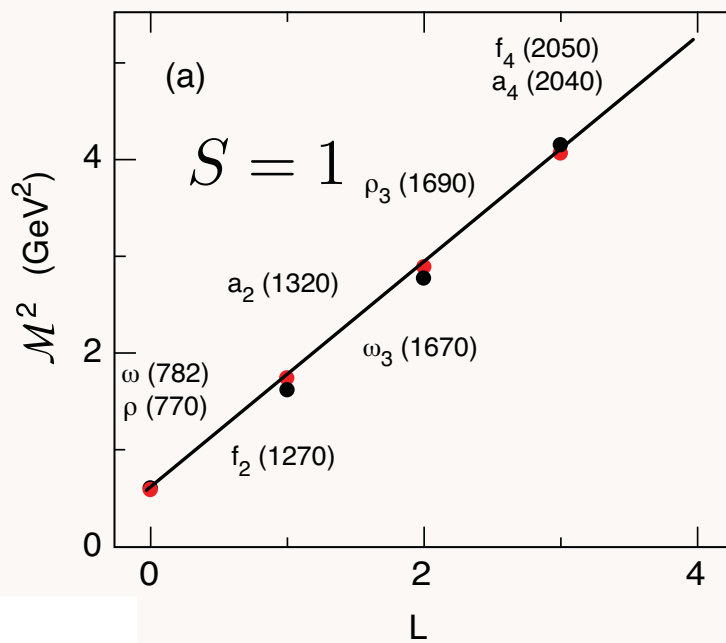 f₄ (2050)
(a)
a₄ (2040)
4
S = 1
ρ₃ (1690)
ℳ² (GeV²)
a₂ (1320)
ω₃ (1670)
2
ω (782)
ρ (770)
f₂ (1270)
0
0 2 4
L